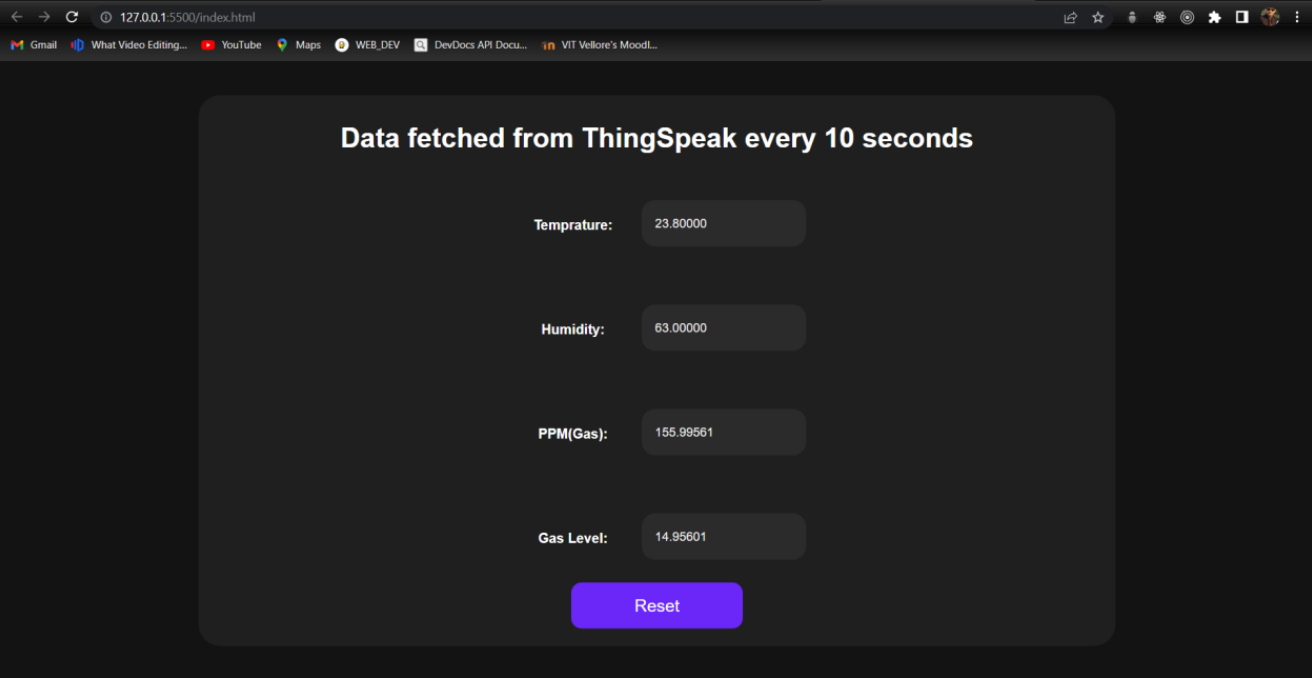 127.0.0.1:5500/index.html
Gmail What Video Editing... YouTube Maps WEB_DEV DevDocs API Docu... VIT Vellore's Moodl...
Data fetched from ThingSpeak every 10 seconds
Temprature: 23.80000
Humidity: 63.00000
PPM(Gas): 155.99561
Gas Level: 14.95601
Reset